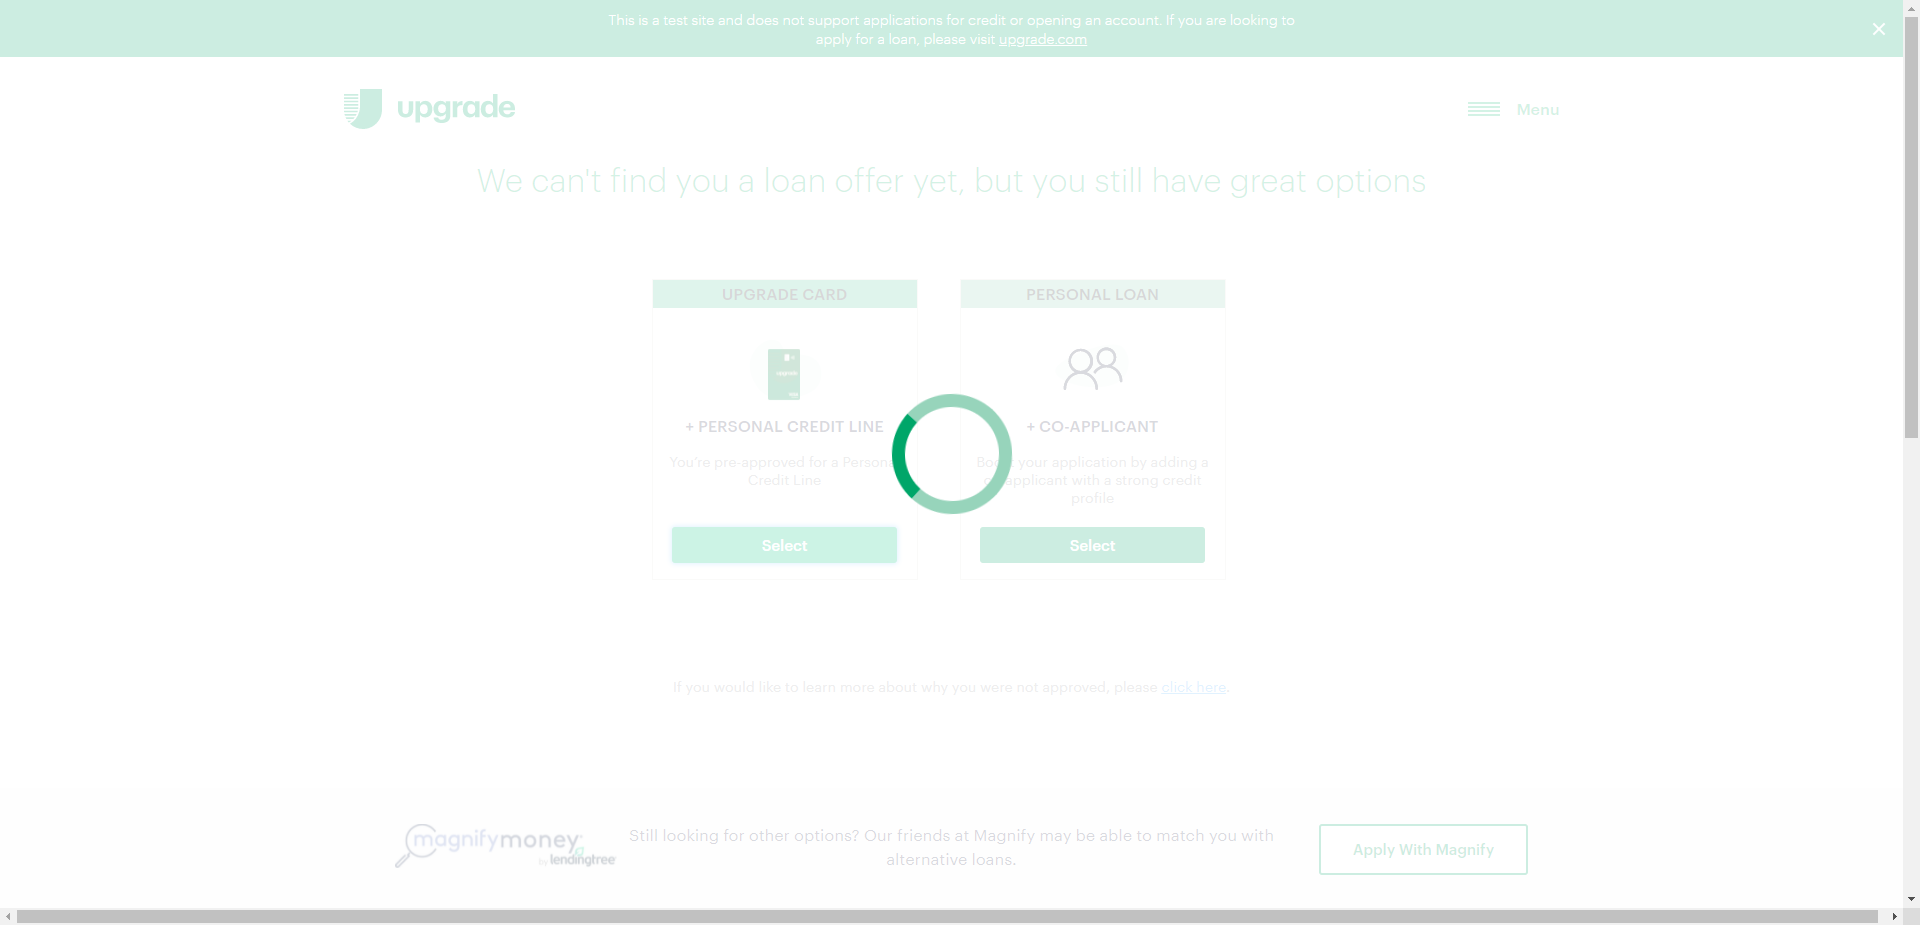 This is a test site and does not support applications for credit or opening an account. If you are looking to
apply for a loan, please visit upgrade.com
upgrade
Menu
We can't find you a loan offer yet, but you still have great options
UPGRADE CARD
upgrade
+ PERSONAL CREDIT LINE
You're pre-approved for a Personal
Credit Line
Select
PERSONAL LOAN
+ CO-APPLICANT
your application by adding a
applicant with a strong credit
profile
Select
If you would like to learn more about why you were not approved, please click here.
magnifymoney
by lendingtree
Still looking for other options? Our friends at Magnify may be able to match you with
alternative loans.
Apply With Magnify